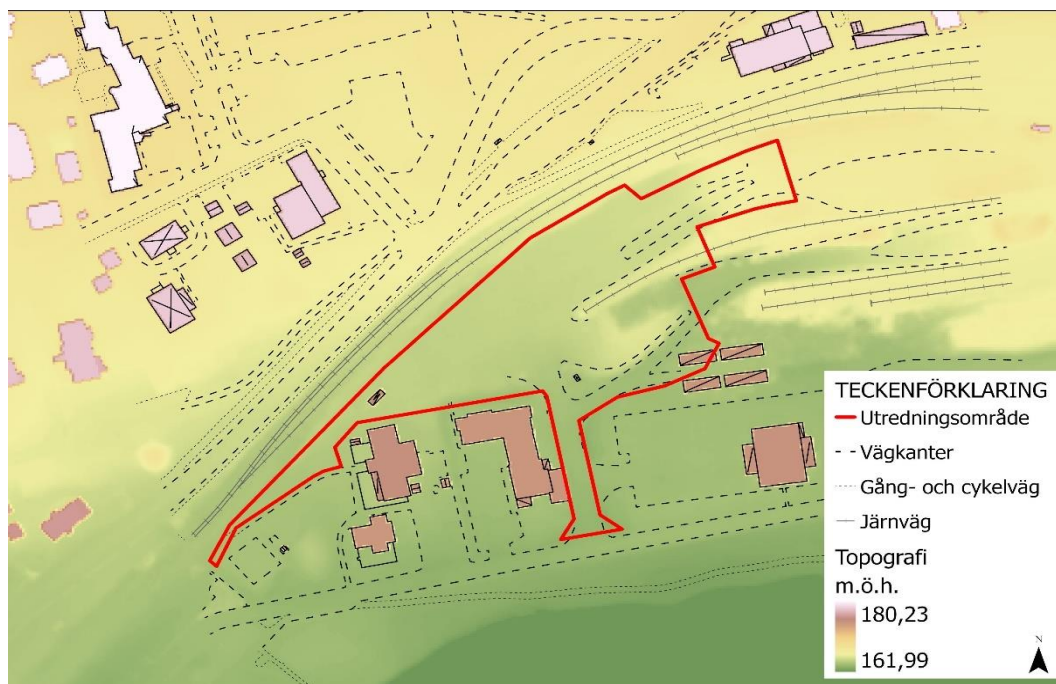 TECKENFÖRKLARING
Utredningsområde
Vägkanter
Gång- och cykelväg
Järnväg
Topografi
m.ö.h.
180,23
161,99
N